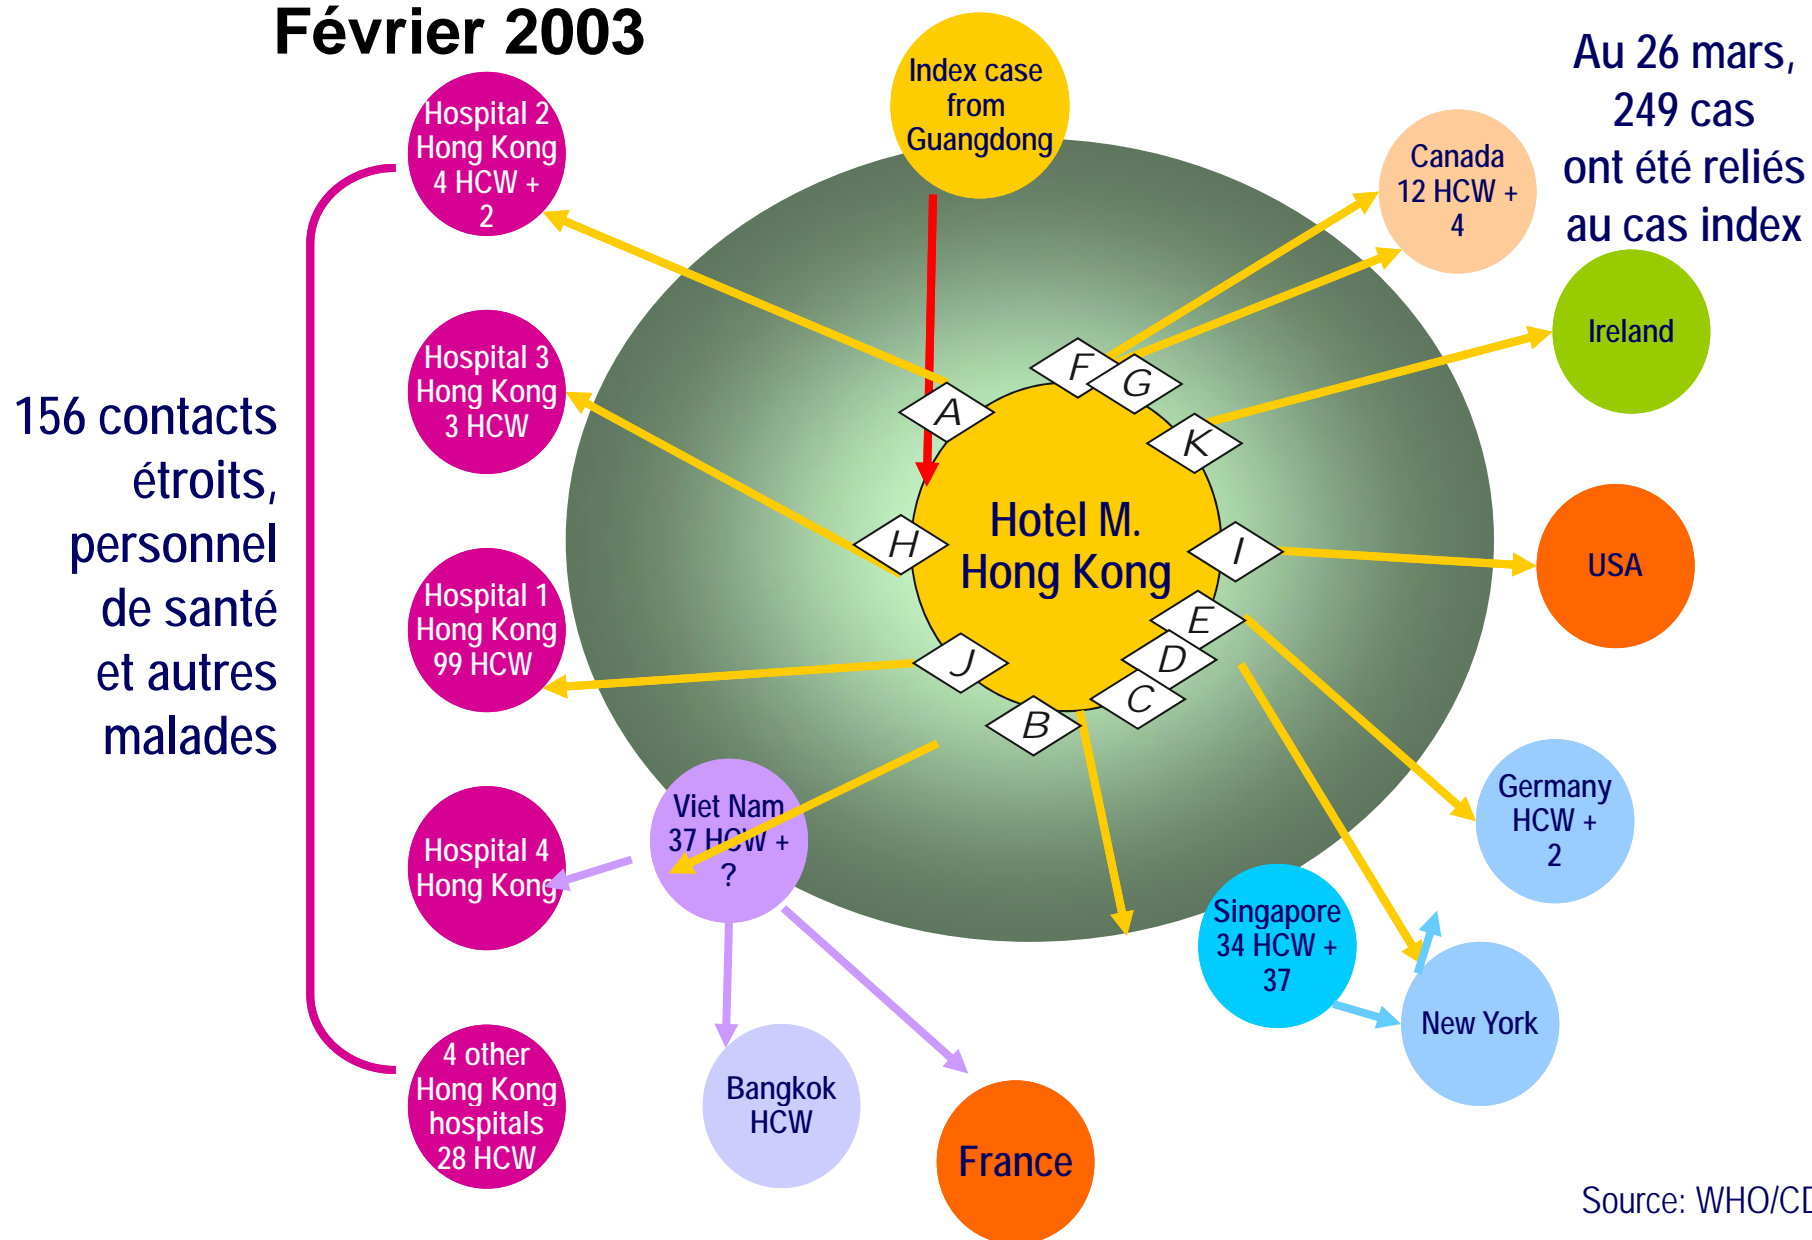 Février 2003
Index case
from
Guangdong
Au 26 mars,
249 cas
ont été reliés
au cas index
Hospital 2
Hong Kong
4 HCW +
2
Canada
12 HCW +
4
Ireland
Hospital 3
Hong Kong
3 HCW
156 contacts
étroits,
personnel
de santé
et autres
malades
F
G
A
K
Hotel M.
Hong Kong
H
I
E
D
C
J
B
USA
Hospital 1
Hong Kong
99 HCW
Viet Nam
37 HCW +
?
Germany
HCW +
2
Hospital 4
Hong Kong
Singapore
34 HCW +
37
New York
4 other
Hong Kong
hospitals
28 HCW
Bangkok
HCW
France
Source: WHO/CD